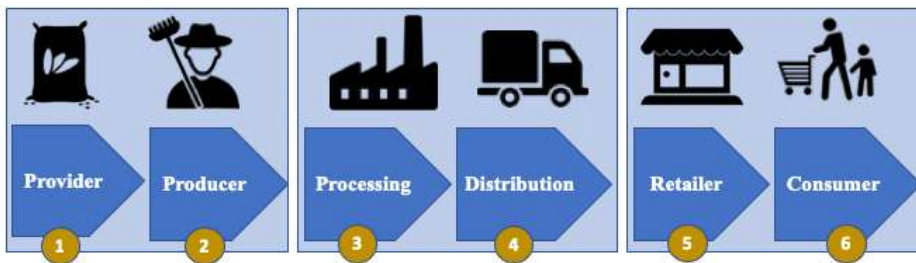 Provider
Producer
Processing
Distribution
Retailer
Consumer
1
2
3
4
5
6